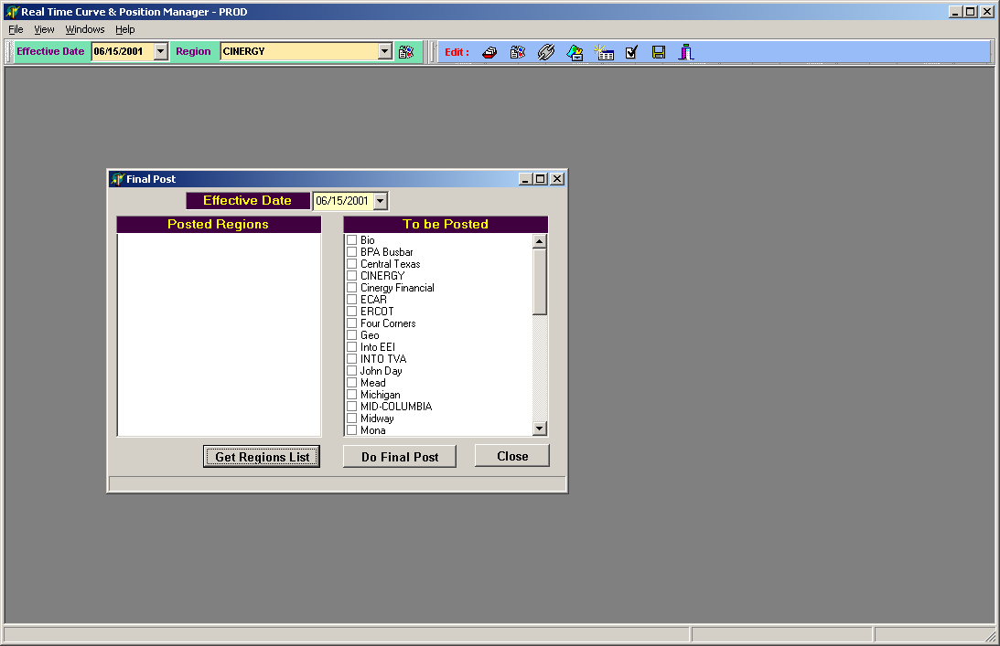 Real Time Curve & Position Manager - PROD
File View Windows Help
Effective Date 06/15/2001 Region CINERGY Edit :
Final Post
Effective Date 06/15/2001
Posted Regions
To be Posted
Bio
BPA Busbar
Central Texas
CINERGY
Cinergy Financial
ECAR
ERCOT
Four Corners
Geo
Into EEI
INTO TVA
John Day
Mead
Michigan
MID-COLUMBIA
Midway
Mona
Get Regions List Do Final Post Close